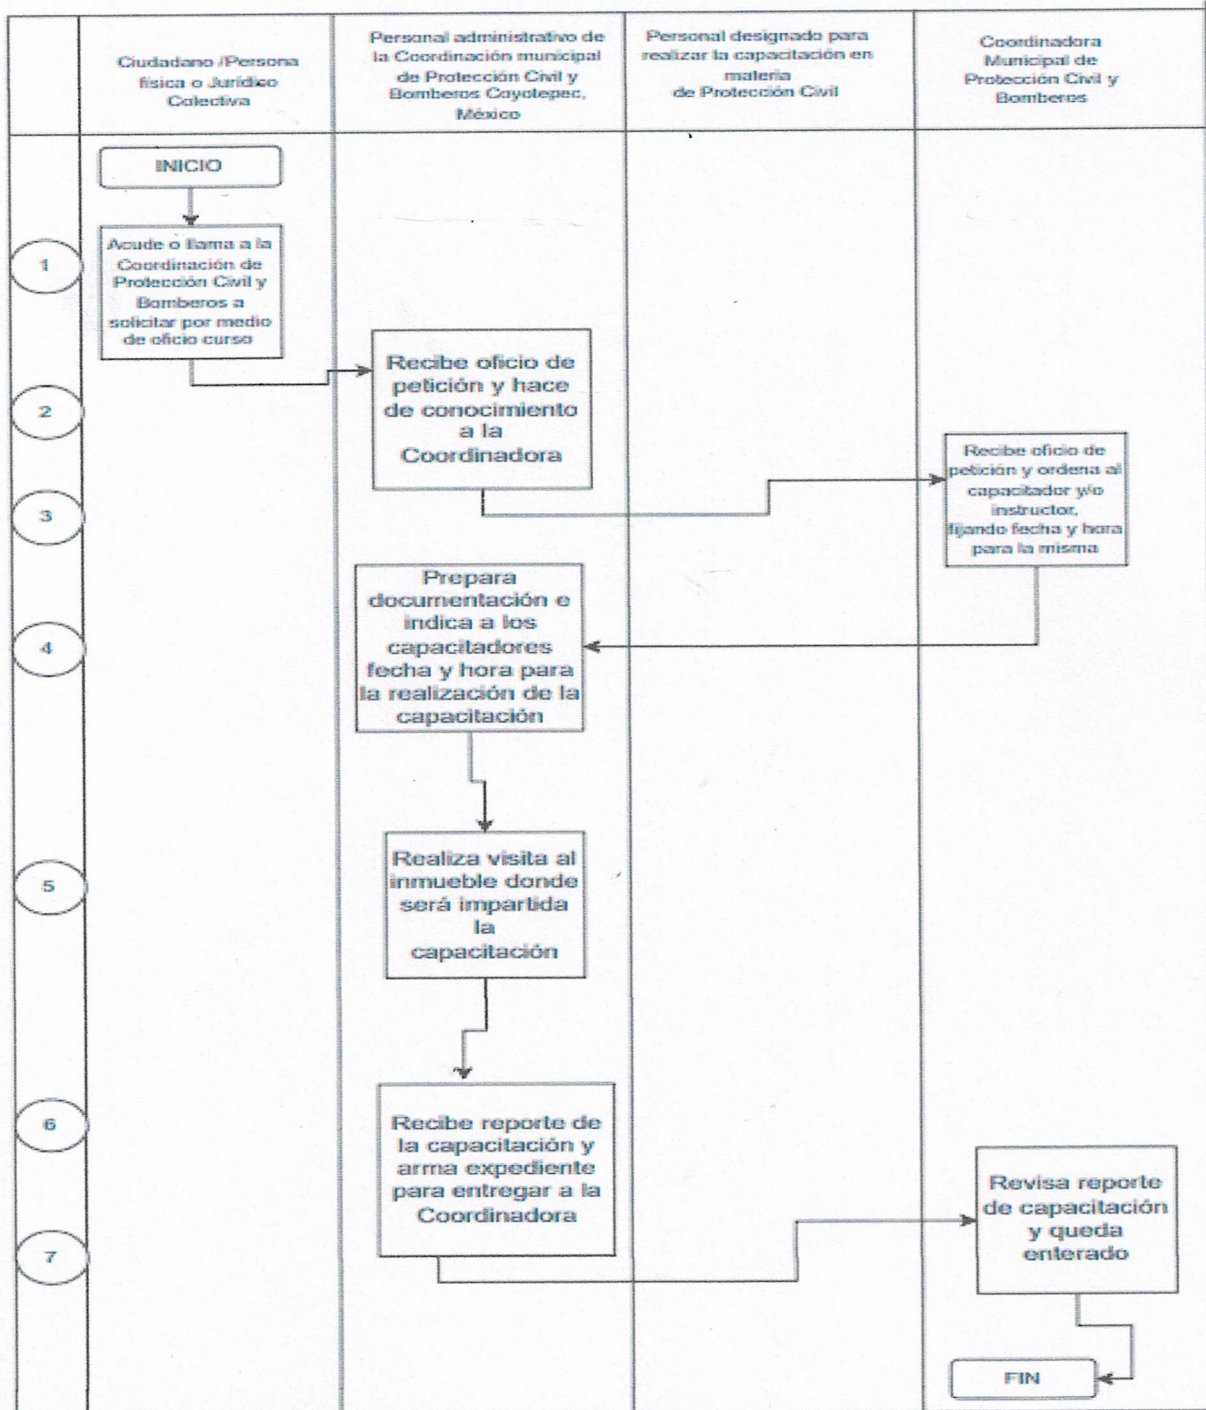 Ciudadano /Persona
física o Jurídico
Colectiva
Personal administrativo de
la Coordinación municipal
de Protección Civil y
Bomberos Coyotepec,
México
Personal designado para
realizar la capacitación en
materia
de Protección Civil
Coordinadora
Municipal de
Protección Civil y
Bomberos
INICIO
1
Acude o llama a la
Coordinación de
Protección Civil y
Bomberos a
solicitar por medio
de oficio curso
2
Recibe oficio de
petición y hace
de conocimiento
a la
Coordinadora
3
Recibe oficio de
petición y ordena al
capacitador y/o
instructor,
fijando fecha y hora
para la misma
4
Prepara
documentación e
indica a los
capacitadores
fecha y hora para
la realización de la
capacitación
5
Realiza visita al
inmueble donde
será impartida
la
capacitación
6
Recibe reporte de
la capacitación y
arma expediente
para entregar a la
Coordinadora
7
Revisa reporte
de capacitación
y queda
enterado
FIN